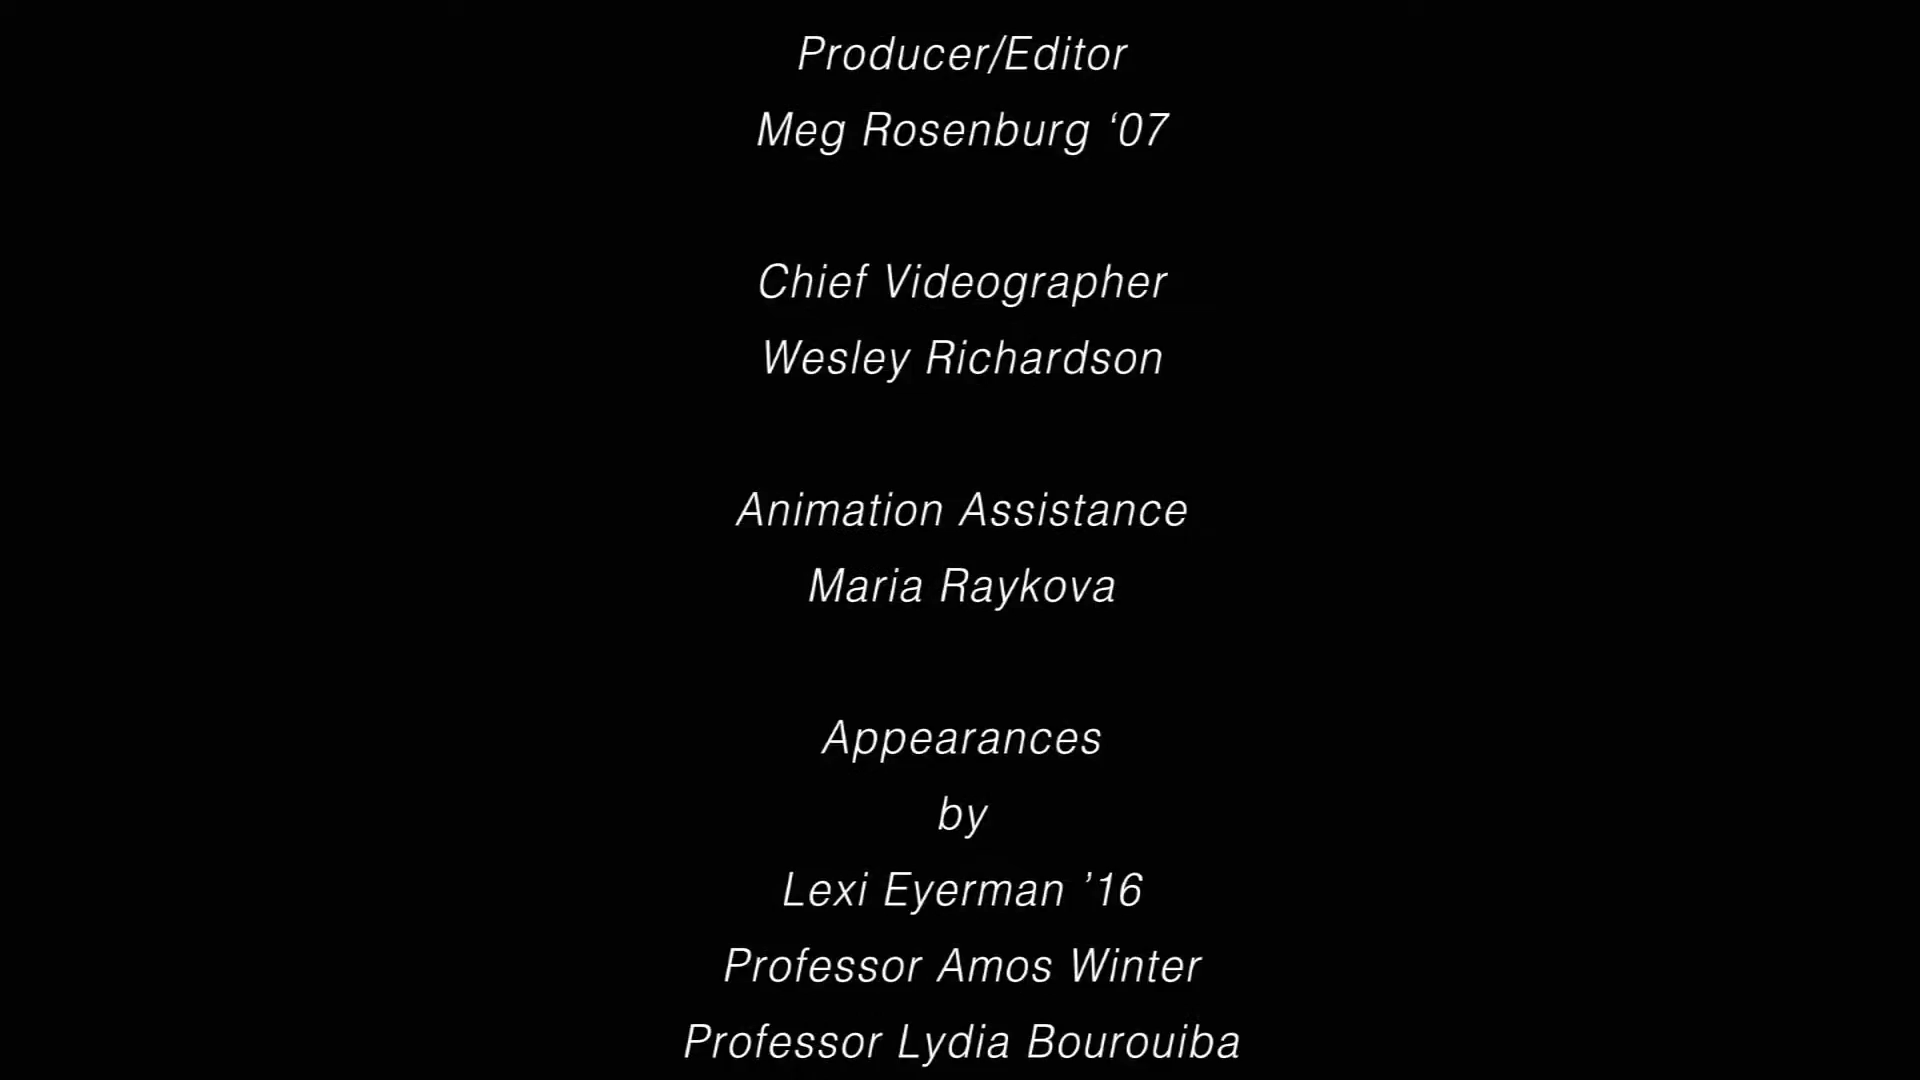 Producer/Editor
Meg Rosenburg ‘07
Chief Videographer
Wesley Richardson
Animation Assistance
Maria Raykova
Appearances
by
Lexi Eyerman ’16
Professor Amos Winter
Professor Lydia Bourouiba